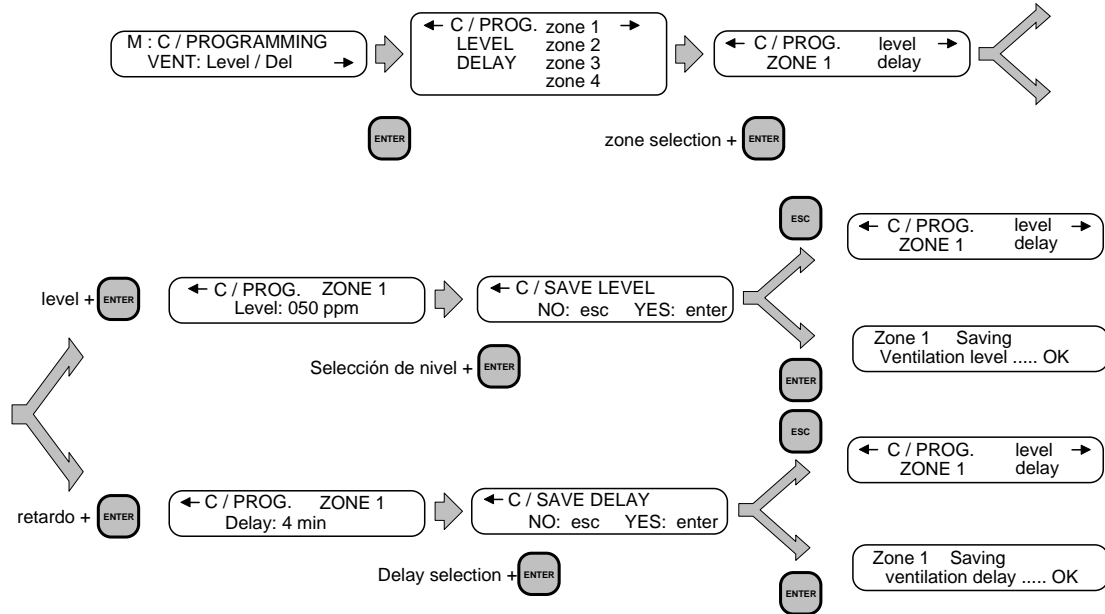 M : C / PROGRAMMING
VENT: Level / Del →
← C / PROG. zone 1 →
LEVEL zone 2
DELAY zone 3
zone 4
← C / PROG. level →
ZONE 1 delay
ENTER
zone selection + ENTER
ESC
← C / PROG. level →
ZONE 1 delay
level + ENTER
← C / PROG. ZONE 1
Level: 050 ppm
← C / SAVE LEVEL
NO: esc YES: enter
Zone 1 Saving
Ventilation level ..... OK
Selección de nivel + ENTER
ENTER
ESC
← C / PROG. level →
ZONE 1 delay
retardo + ENTER
← C / PROG. ZONE 1
Delay: 4 min
← C / SAVE DELAY
NO: esc YES: enter
Zone 1 Saving
ventilation delay ..... OK
Delay selection + ENTER
ENTER